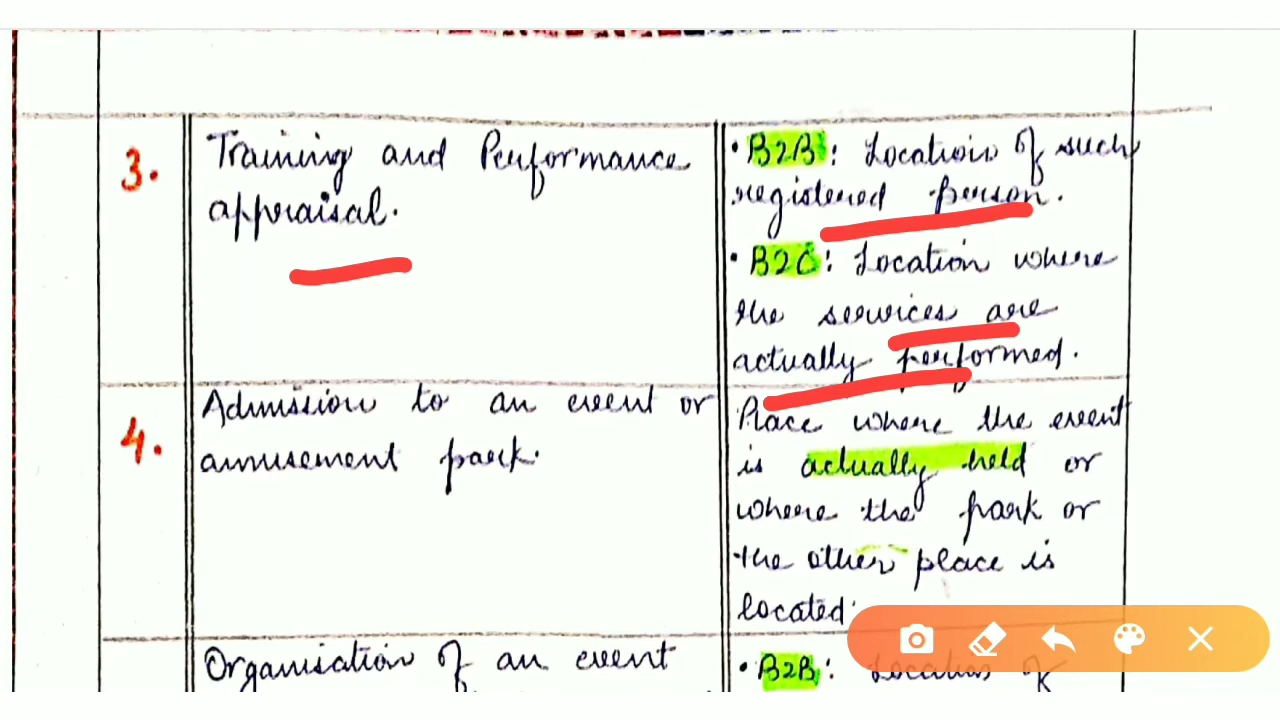 3.
Training and Performance
appraisal.
• B2B: Location of such
registered person.
• B2C: Location where
the services are
actually performed.
4.
Admission to an event or
amusement park.
Place where the event
is actually held or
where the park or
the other place is
located.
Organisation of an event
• B2B: Location of